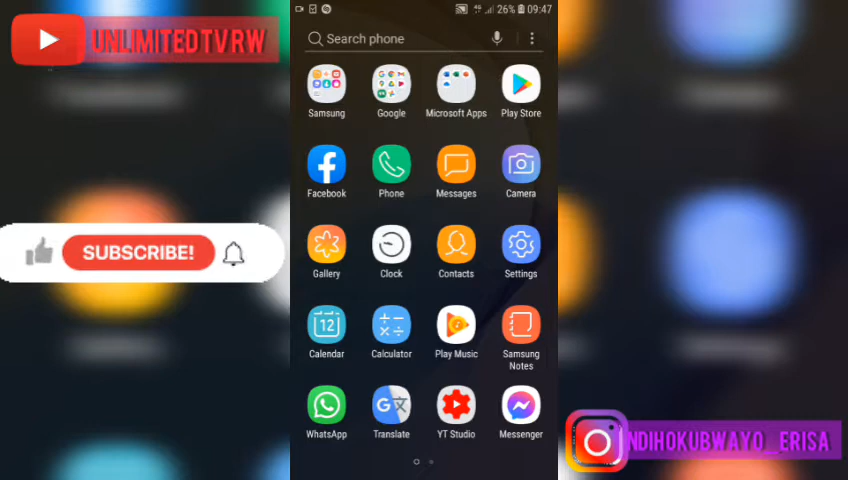 UNLIMITEDTVRW
26% 09:47
Search phone
Samsung Google Microsoft Apps Play Store
Facebook Phone Messages Camera
SUBSCRIBE!
Gallery Clock Contacts Settings
12
Calendar Calculator Play Music Samsung Notes
WhatsApp Translate YT Studio Messenger
NDIHOKUBWAYO_ERISA